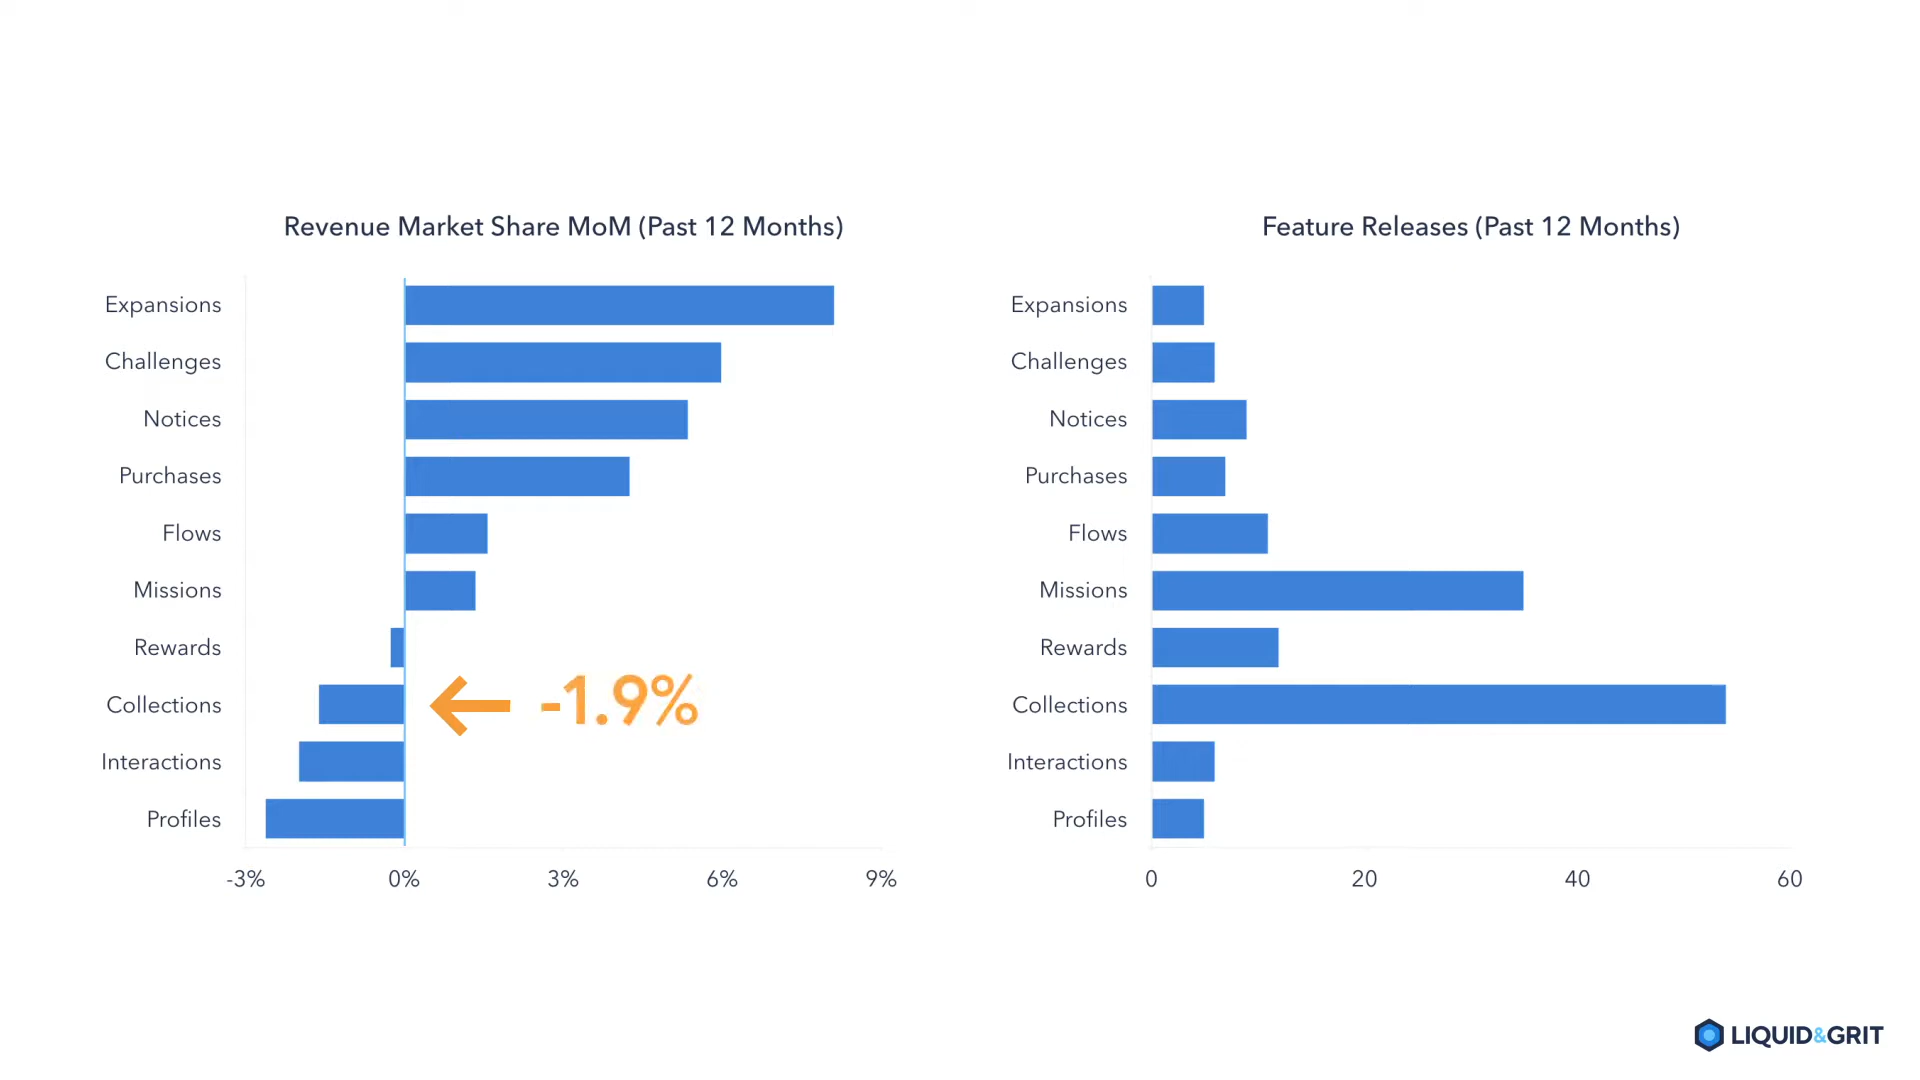 Revenue Market Share MoM (Past 12 Months)
Expansions
Challenges
Notices
Purchases
Flows
Missions
Rewards
Collections
Interactions
Profiles
-1.9%
-3% 0% 3% 6% 9%
Feature Releases (Past 12 Months)
Expansions
Challenges
Notices
Purchases
Flows
Missions
Rewards
Collections
Interactions
Profiles
0 20 40 60
LIQUID&GRIT